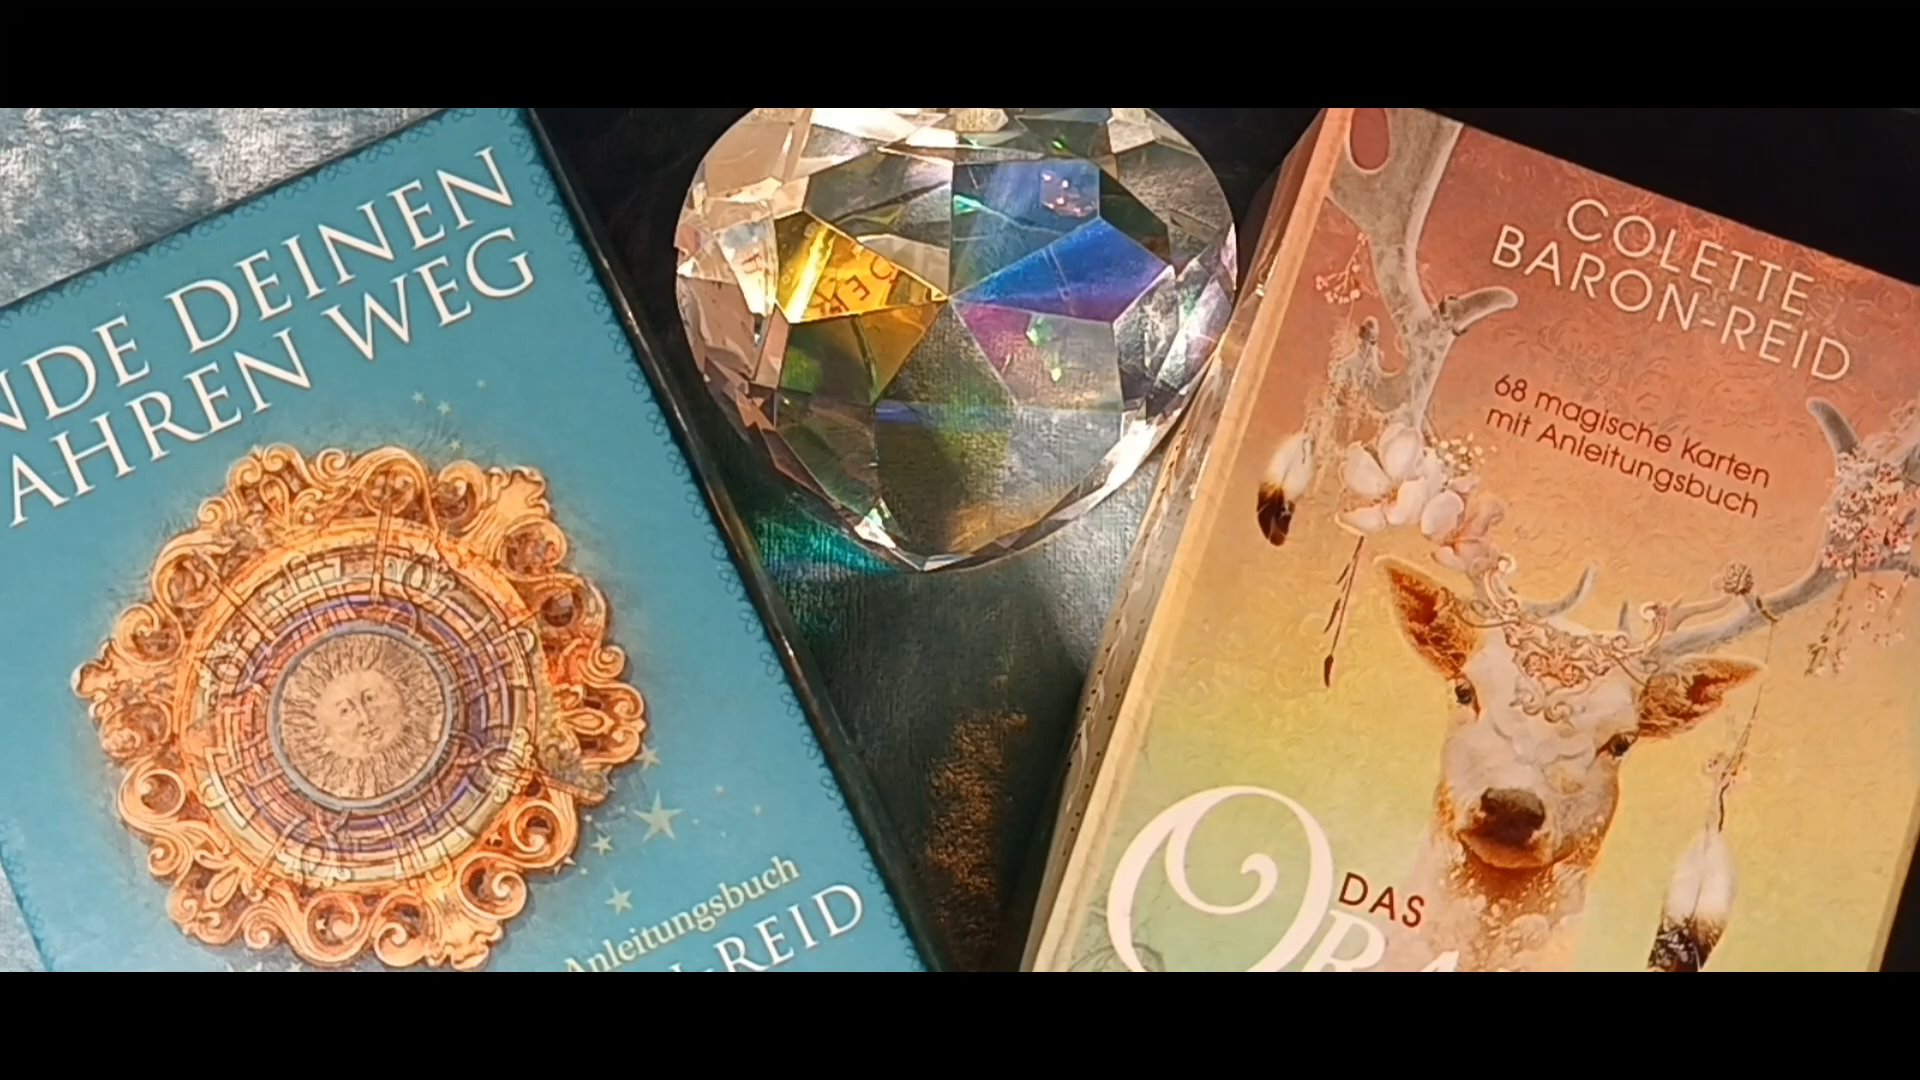 NDE DEINEN
AHREN WEG
Anleitungsbuch
-REID
COLETTE
BARON-REID
68 magische Karten
mit Anleitungsbuch
DAS